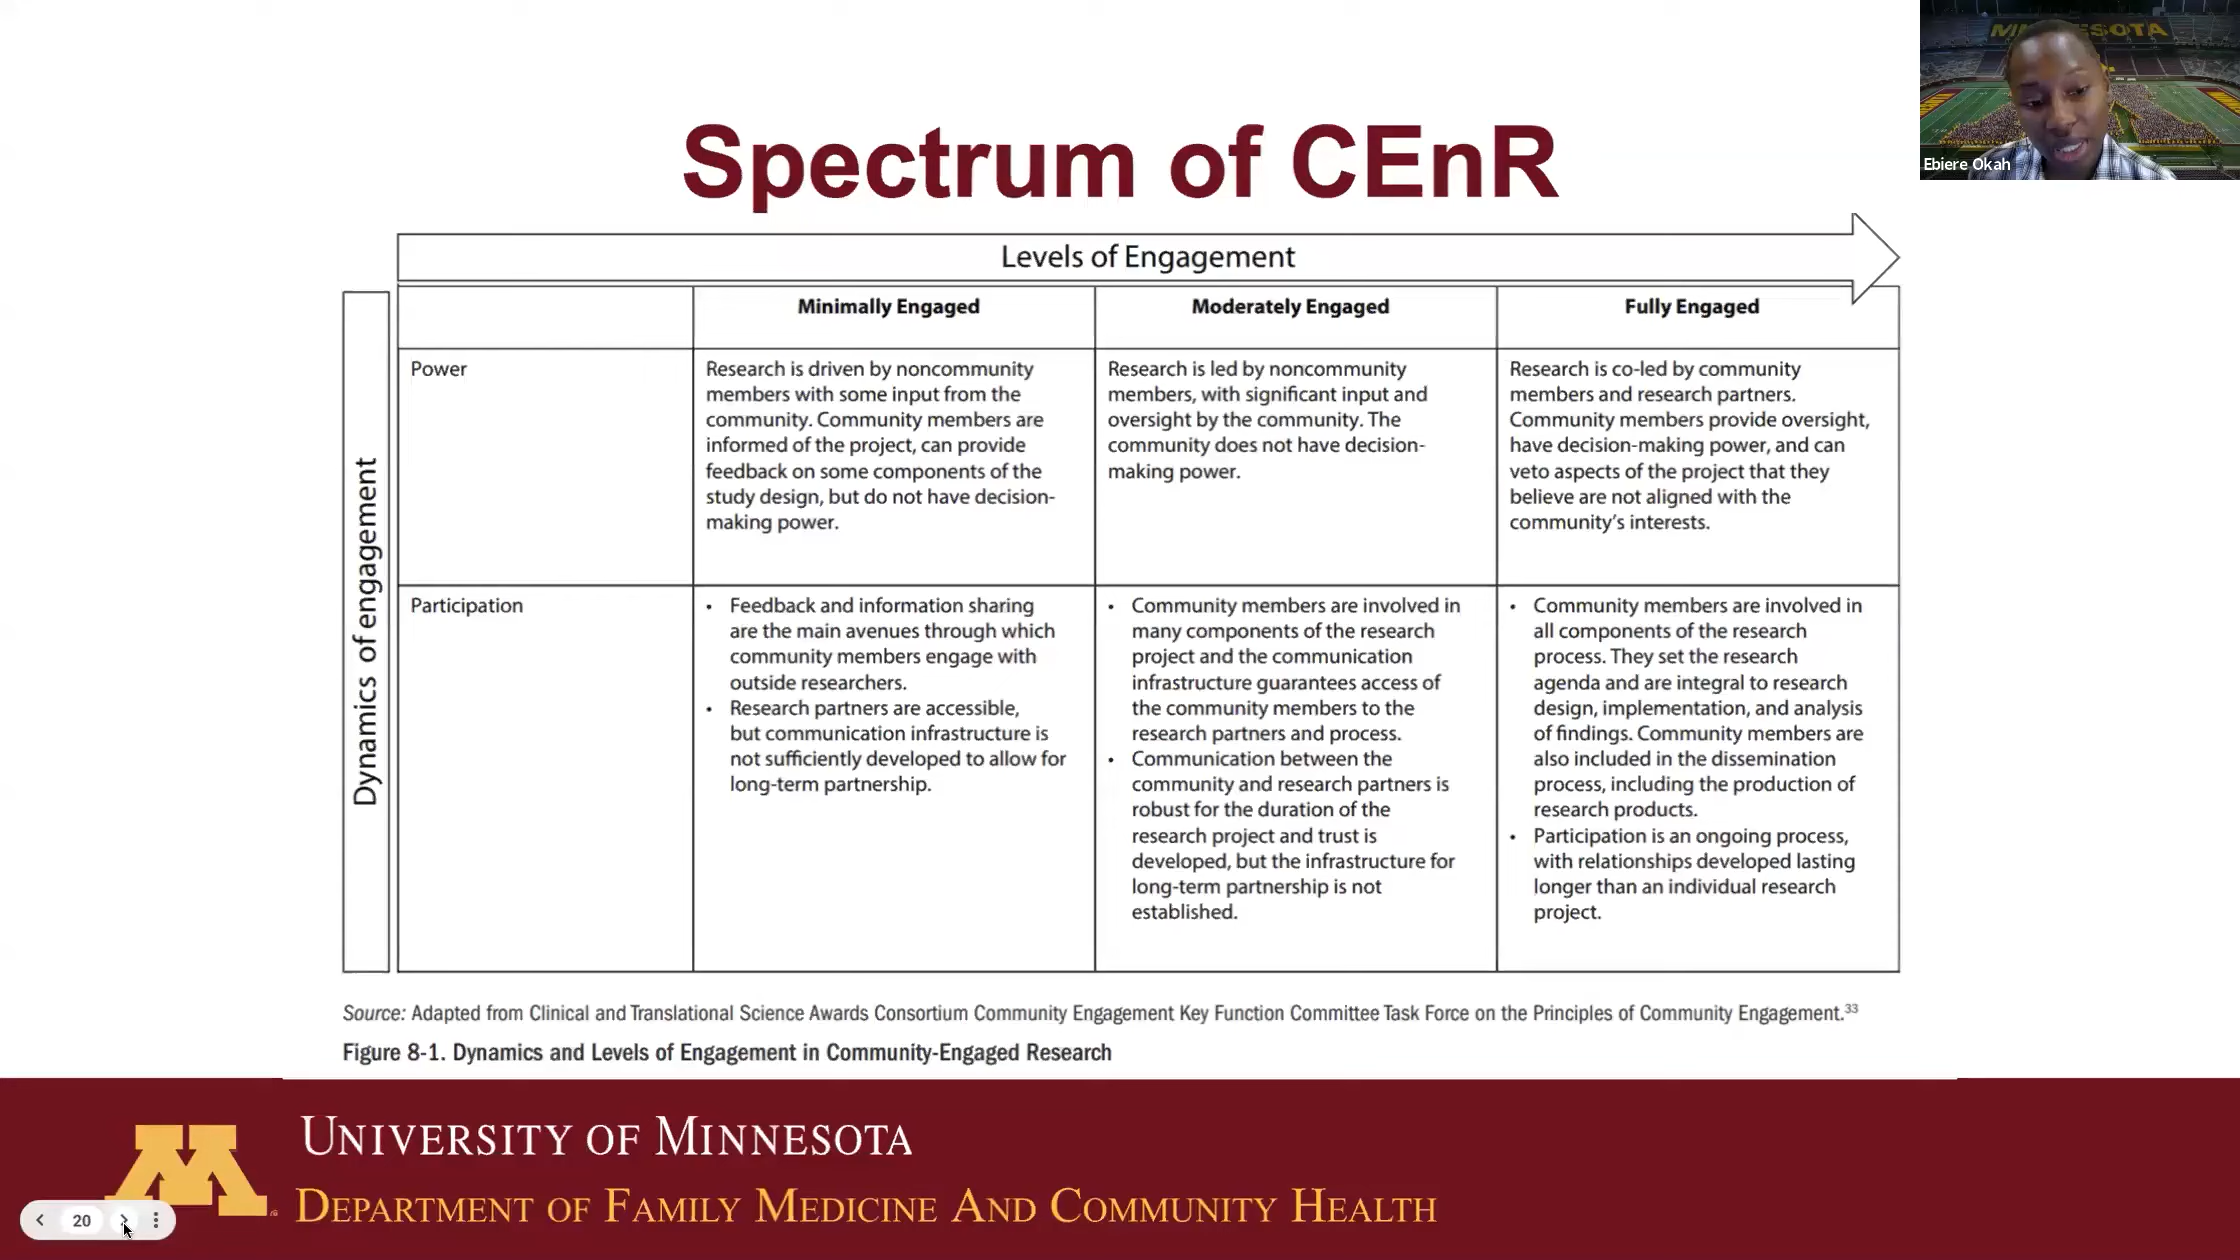 MINNESOTA
Ebiere Okah
Spectrum of CEnR
Levels of Engagement
Dynamics of engagement
Minimally Engaged
Moderately Engaged
Fully Engaged
Power
Research is driven by noncommunity
members with some input from the
community. Community members are
informed of the project, can provide
feedback on some components of the
study design, but do not have decision-
making power.
Research is led by noncommunity
members, with significant input and
oversight by the community. The
community does not have decision-
making power.
Research is co-led by community
members and research partners.
Community members provide oversight,
have decision-making power, and can
veto aspects of the project that they
believe are not aligned with the
community's interests.
Participation
• Feedback and information sharing
are the main avenues through which
community members engage with
outside researchers.
• Research partners are accessible,
but communication infrastructure is
not sufficiently developed to allow for
long-term partnership.
• Community members are involved in
many components of the research
project and the communication
infrastructure guarantees access of
the community members to the
research partners and process.
• Communication between the
community and research partners is
robust for the duration of the
research project and trust is
developed, but the infrastructure for
long-term partnership is not
established.
• Community members are involved in
all components of the research
process. They set the research
agenda and are integral to research
design, implementation, and analysis
of findings. Community members are
also included in the dissemination
process, including the production of
research products.
• Participation is an ongoing process,
with relationships developed lasting
longer than an individual research
project.
Source: Adapted from Clinical and Translational Science Awards Consortium Community Engagement Key Function Committee Task Force on the Principles of Community Engagement.33
Figure 8-1. Dynamics and Levels of Engagement in Community-Engaged Research
M
UNIVERSITY OF MINNESOTA
DEPARTMENT OF FAMILY MEDICINE AND COMMUNITY HEALTH
20